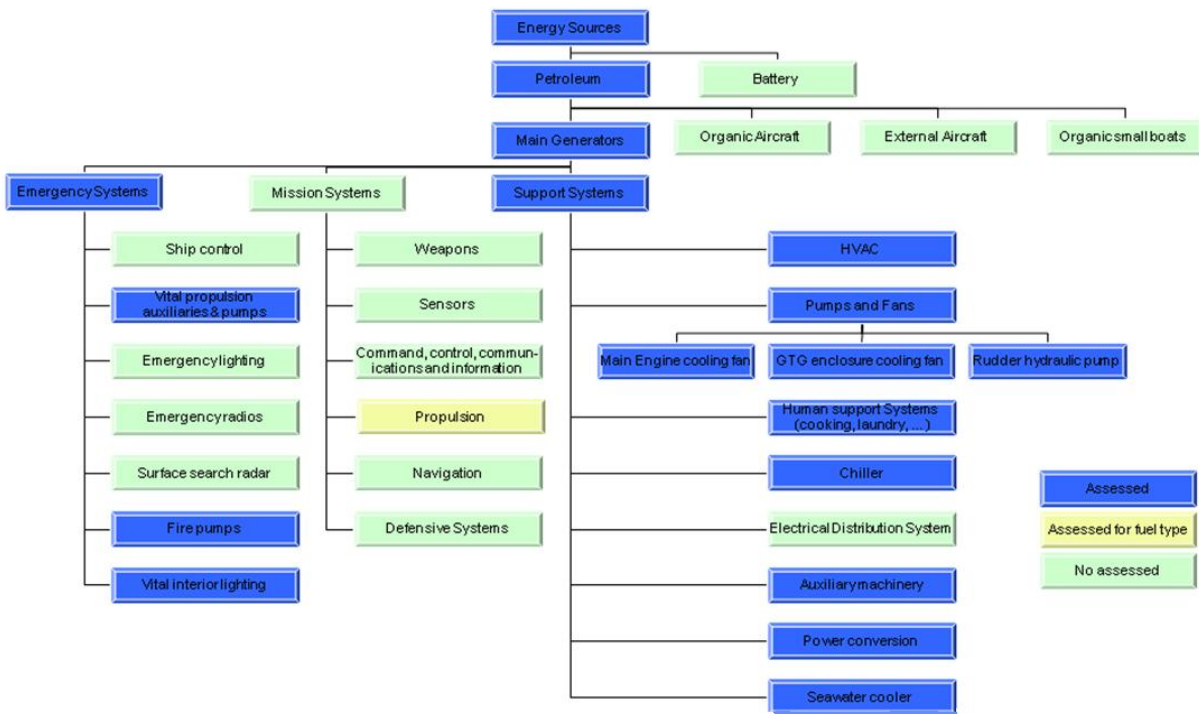 Energy Sources
Petroleum
Battery
Main Generators
Organic Aircraft
External Aircraft
Organic small boats
Emergency Systems
Mission Systems
Support Systems
Ship control
Weapons
HVAC
Vital propulsion
auxiliaries & pumps
Sensors
Pumps and Fans
Emergency lighting
Command, control, commun-
ications and information
Main Engine cooling fan
GTG enclosure cooling fan
Rudder hydraulic pump
Emergency radios
Propulsion
Human support Systems
(cooking, laundry, ...)
Surface search radar
Navigation
Chiller
Assessed
Fire pumps
Defensive Systems
Electrical Distribution System
Assessed for fuel type
Vital interior lighting
Auxiliary machinery
No assessed
Power conversion
Seawater cooler